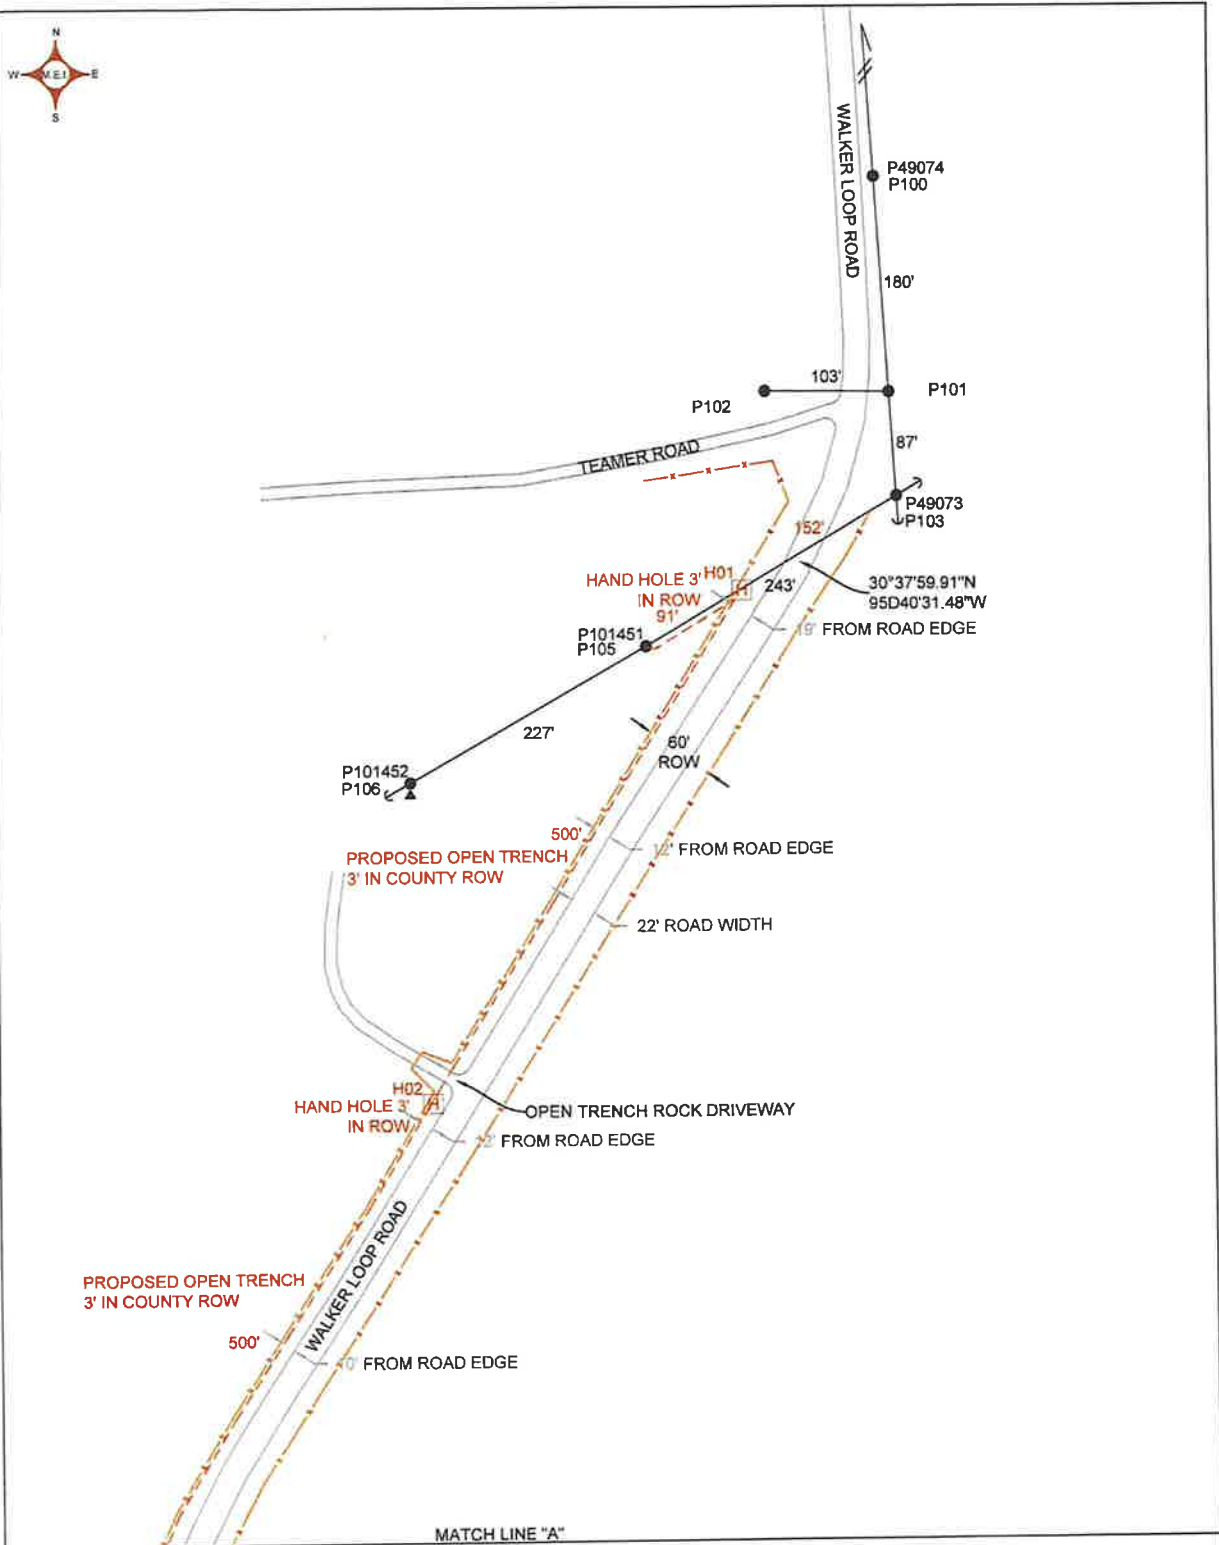 N
W M.E.I E
S
WALKER LOOP ROAD
P49074
P100
180'
103'
P101
P102
87'
TEAMER ROAD
P49073
P103
152'
HAND HOLE 3'
IN ROW
H01
H
243'
30°37'59.91"N
95D40'31.48"W
91'
19' FROM ROAD EDGE
P101451
P105
227'
60'
ROW
P101452
P106
500'
PROPOSED OPEN TRENCH
3' IN COUNTY ROW
12' FROM ROAD EDGE
22' ROAD WIDTH
H02
H
HAND HOLE 3'
IN ROW
OPEN TRENCH ROCK DRIVEWAY
FROM ROAD EDGE
WALKER LOOP ROAD
PROPOSED OPEN TRENCH
3' IN COUNTY ROW
500'
FROM ROAD EDGE
MATCH LINE "A"